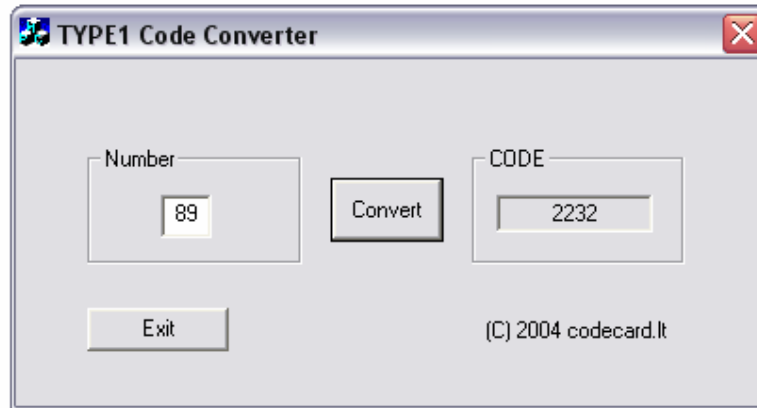 TYPE1 Code Converter
Number
CODE
89
Convert
2232
Exit
(C) 2004 codecard.lt